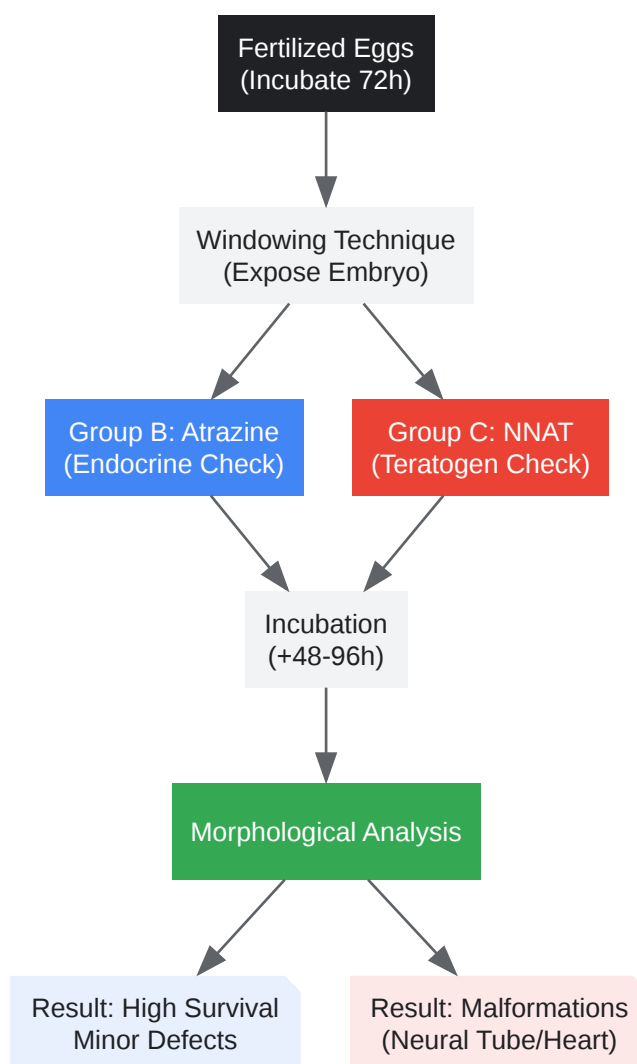 Fertilized Eggs
(Incubate 72h)
Windowing Technique
(Expose Embryo)
Group B: Atrazine
(Endocrine Check)
Group C: NNAT
(Teratogen Check)
Incubation
(+48-96h)
Morphological Analysis
Result: High Survival
Minor Defects
Result: Malformations
(Neural Tube/Heart)